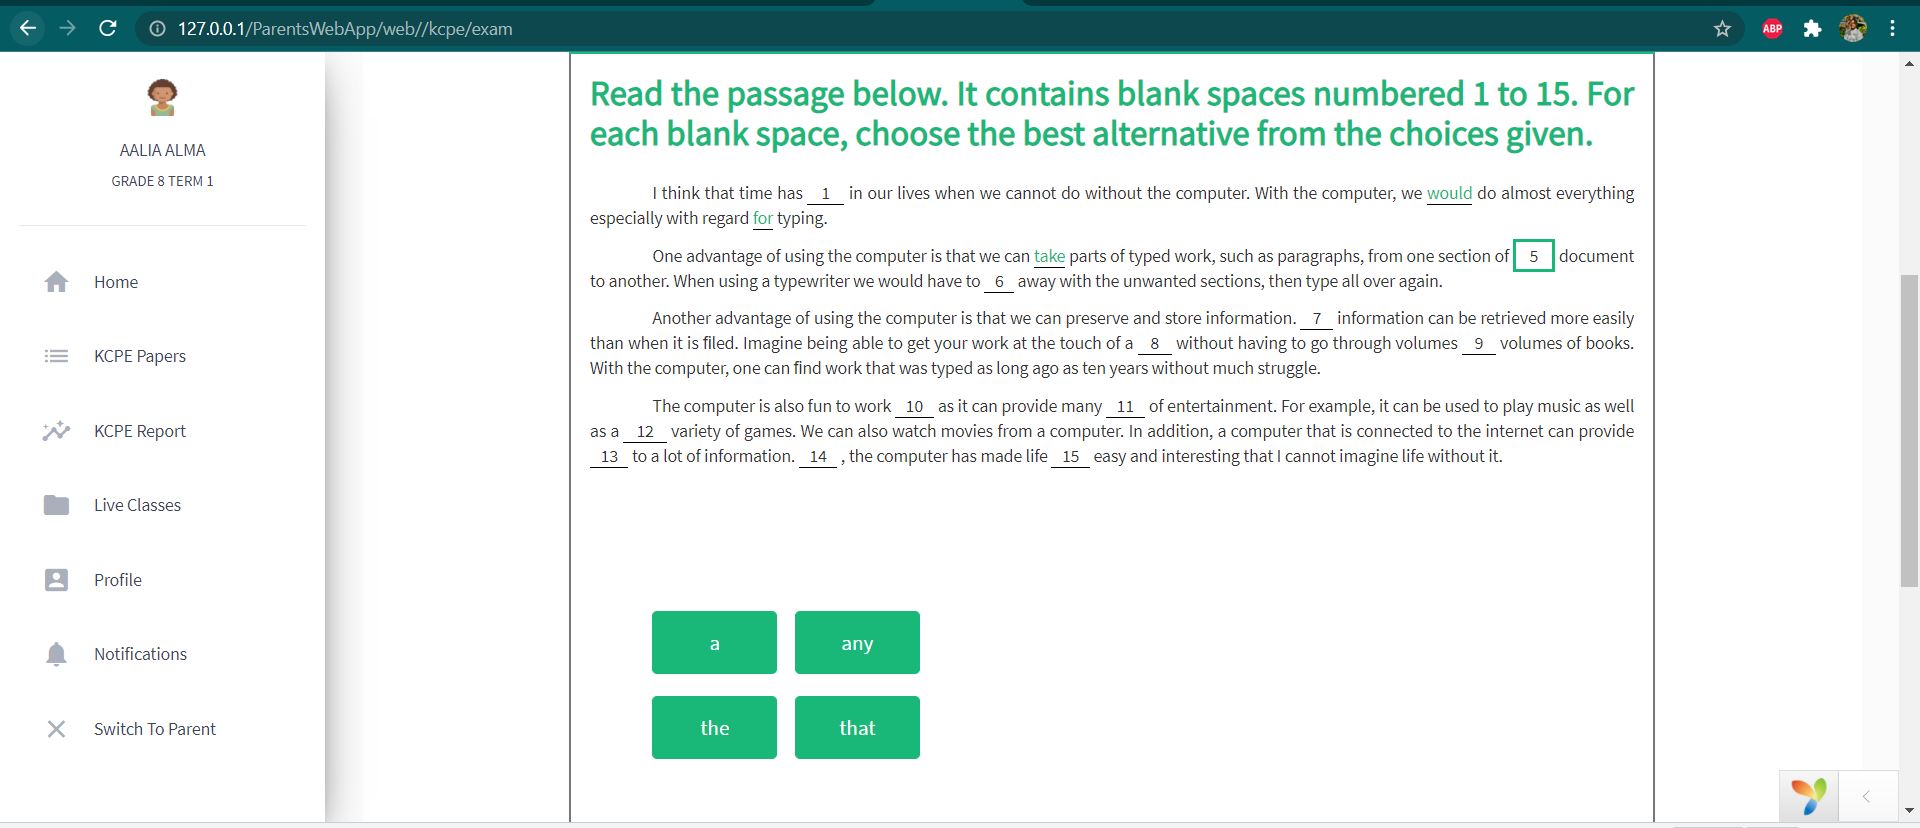 127.0.0.1/ParentsWebApp/web//kcpe/exam
ABP
AALIA ALMA
GRADE 8 TERM 1
Home
KCPE Papers
KCPE Report
Live Classes
Profile
Notifications
Switch To Parent
Read the passage below. It contains blank spaces numbered 1 to 15. For
each blank space, choose the best alternative from the choices given.
I think that time has 1 in our lives when we cannot do without the computer. With the computer, we would do almost everything
especially with regard for typing.
One advantage of using the computer is that we can take parts of typed work, such as paragraphs, from one section of 5 document
to another. When using a typewriter we would have to 6 away with the unwanted sections, then type all over again.
Another advantage of using the computer is that we can preserve and store information. 7 information can be retrieved more easily
than when it is filed. Imagine being able to get your work at the touch of a 8 without having to go through volumes 9 volumes of books.
With the computer, one can find work that was typed as long ago as ten years without much struggle.
The computer is also fun to work 10 as it can provide many 11 of entertainment. For example, it can be used to play music as well
as a 12 variety of games. We can also watch movies from a computer. In addition, a computer that is connected to the internet can provide
13 to a lot of information. 14 , the computer has made life 15 easy and interesting that I cannot imagine life without it.
a any
the that